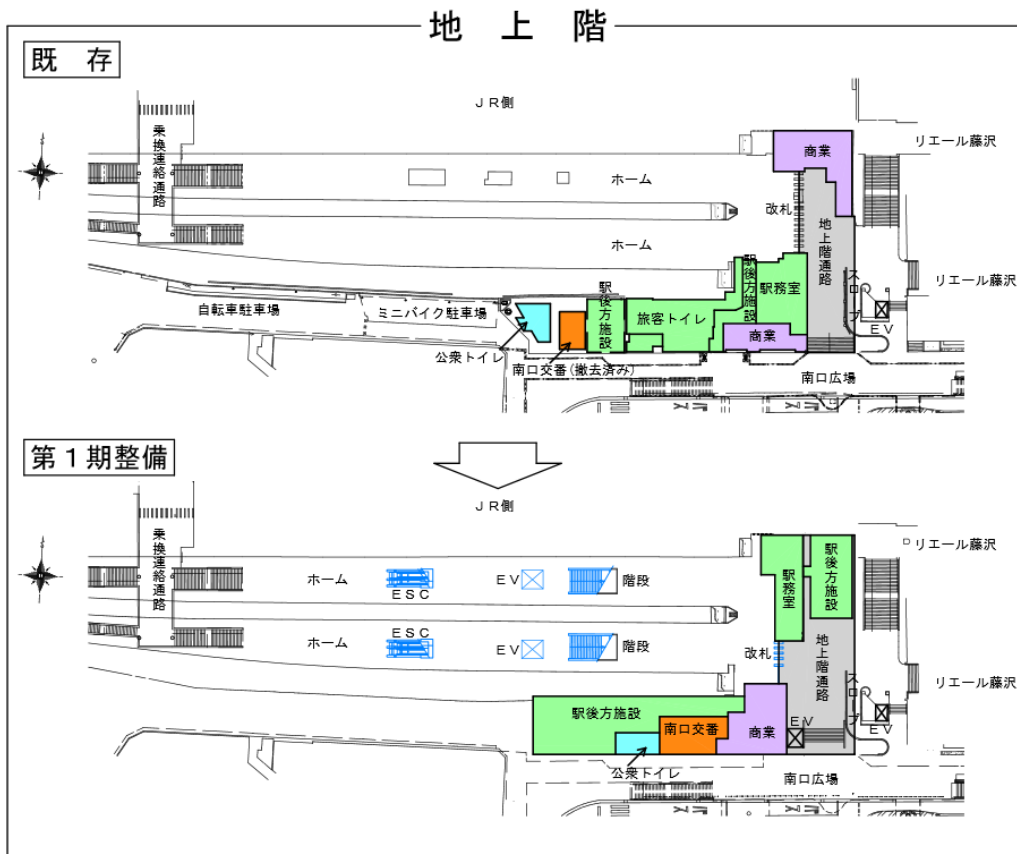 地 上 階
既 存
ＪＲ側
乗換連絡通路
商業
リエール藤沢
ホーム
改札
地上階通路
ホーム
駅後方施設
駅務室
スロープ
リエール藤沢
駅後方施設
自転車駐車場
ミニバイク駐車場
旅客トイレ
ＥＶ
商業
公衆トイレ
南口交番(撤去済み)
南口広場
第１期整備
ＪＲ側
乗換連絡通路
リエール藤沢
駅後方施設
駅務室
ホーム
ＥＳＣ
ＥＶ
階段
ホーム
ＥＳＣ
ＥＶ
階段
改札
地上階通路
スロープ
リエール藤沢
駅後方施設
南口交番
商業
ＥＶ
ＥＶ
公衆トイレ
南口広場